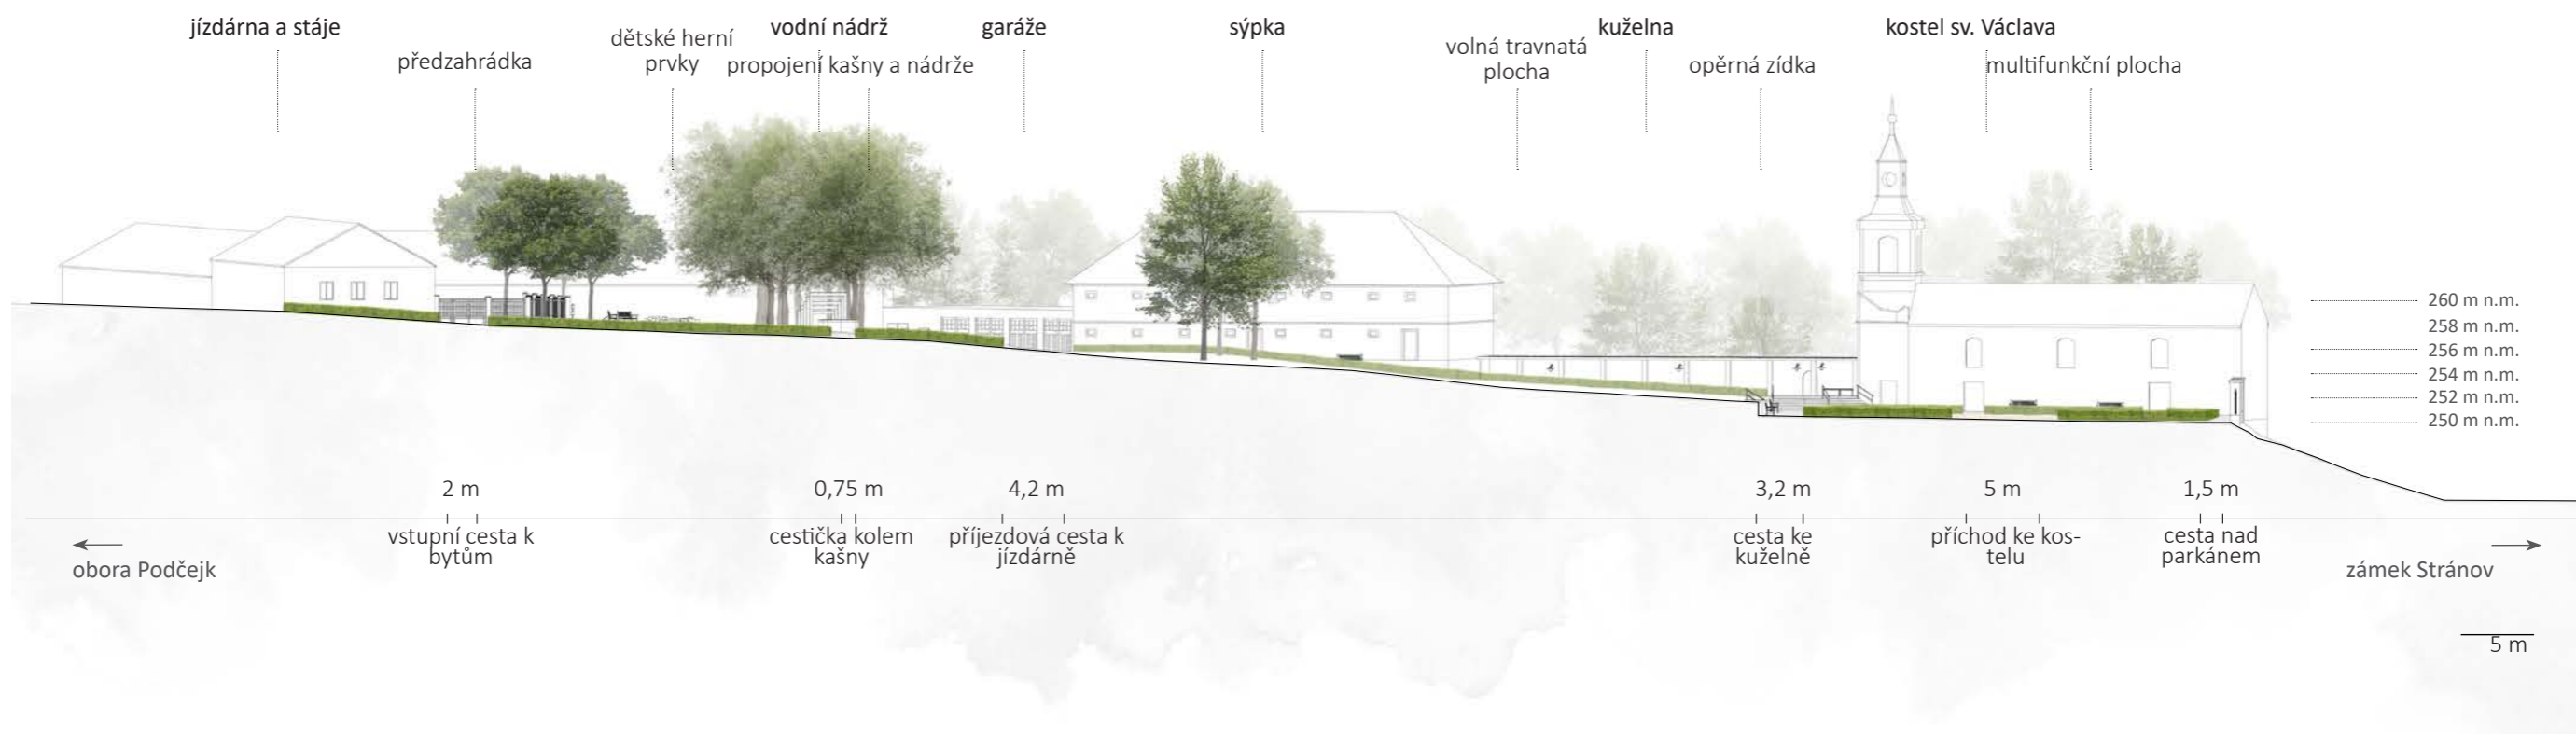 jízdárna a stáje
předzahrádka
dětské herní
prvky
vodní nádrž
propojení kašny a nádrže
garáže
sýpka
volná travnatá
plocha
kuželna
opěrná zídka
kostel sv. Václava
multifunkční plocha
260 m n.m.
258 m n.m.
256 m n.m.
254 m n.m.
252 m n.m.
250 m n.m.
2 m
0,75 m
4,2 m
3,2 m
5 m
1,5 m
vstupní cesta k
bytům
cestička kolem
kašny
příjezdová cesta k
jízdárně
cesta ke
kuželně
příchod ke kos-
telu
cesta nad
parkánem
obora Podčejk
zámek Stránov
5 m